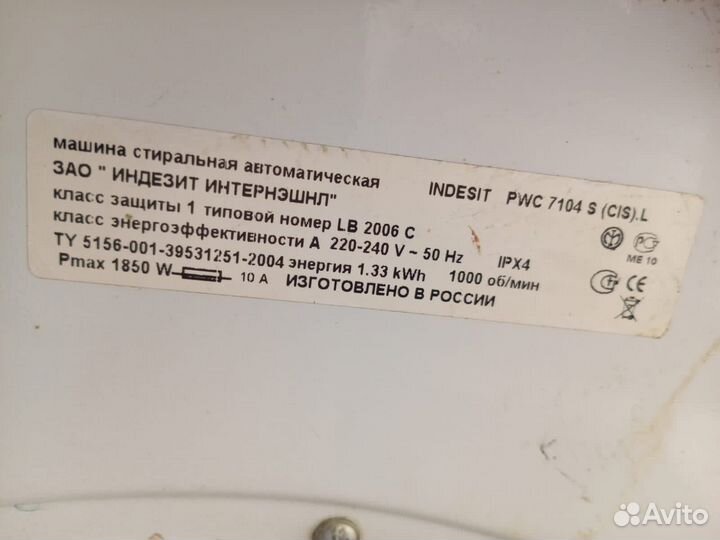 машина стиральная автоматическая
ЗАО " ИНДЕЗИТ ИНТЕРНЭШНЛ" INDESIT PWC 7104 S (CIS).L
класс защиты 1 типовой номер LB 2006 C
класс энергоэффективности А 220-240 V ~ 50 Hz IPX4
ТУ 5156-001-39531251-2004 энергия 1.33 kWh 1000 об/мин
Pmax 1850 W 10 A ИЗГОТОВЛЕНО В РОССИИ
ME 10
CE
Avito